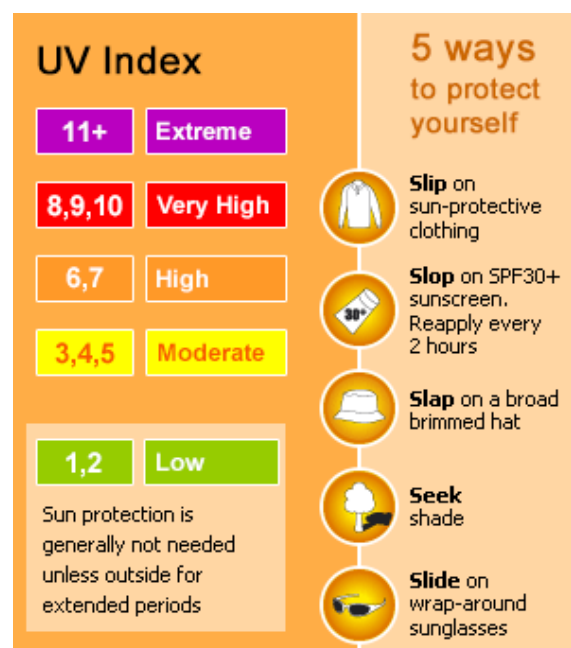 UV Index
11+ Extreme
8,9,10 Very High
6,7 High
3,4,5 Moderate
1,2 Low
Sun protection is
generally not needed
unless outside for
extended periods
5 ways
to protect
yourself
Slip on
sun-protective
clothing
30+
Slop on SPF30+
sunscreen.
Reapply every
2 hours
Slap on a broad
brimmed hat
Seek
shade
Slide on
wrap-around
sunglasses